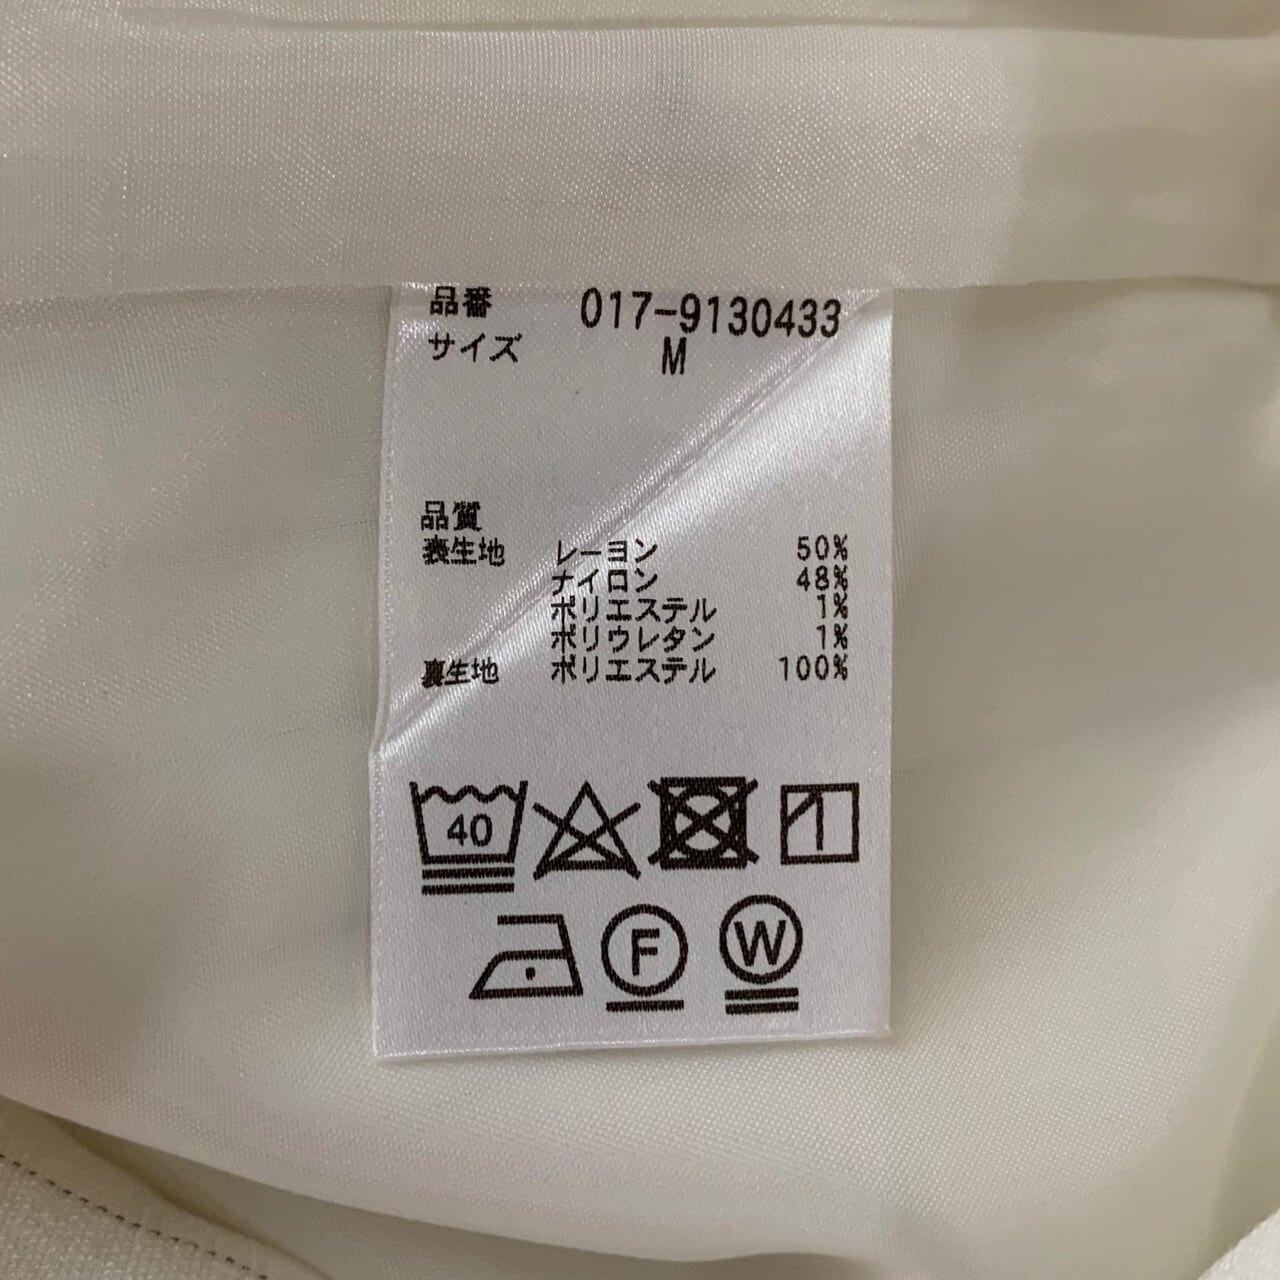 品番 017-9130433
サイズ M
品質
表生地 レーヨン 50%
ナイロン 48%
ポリエステル 1%
ポリウレタン 1%
裏生地 ポリエステル 100%
40
F W